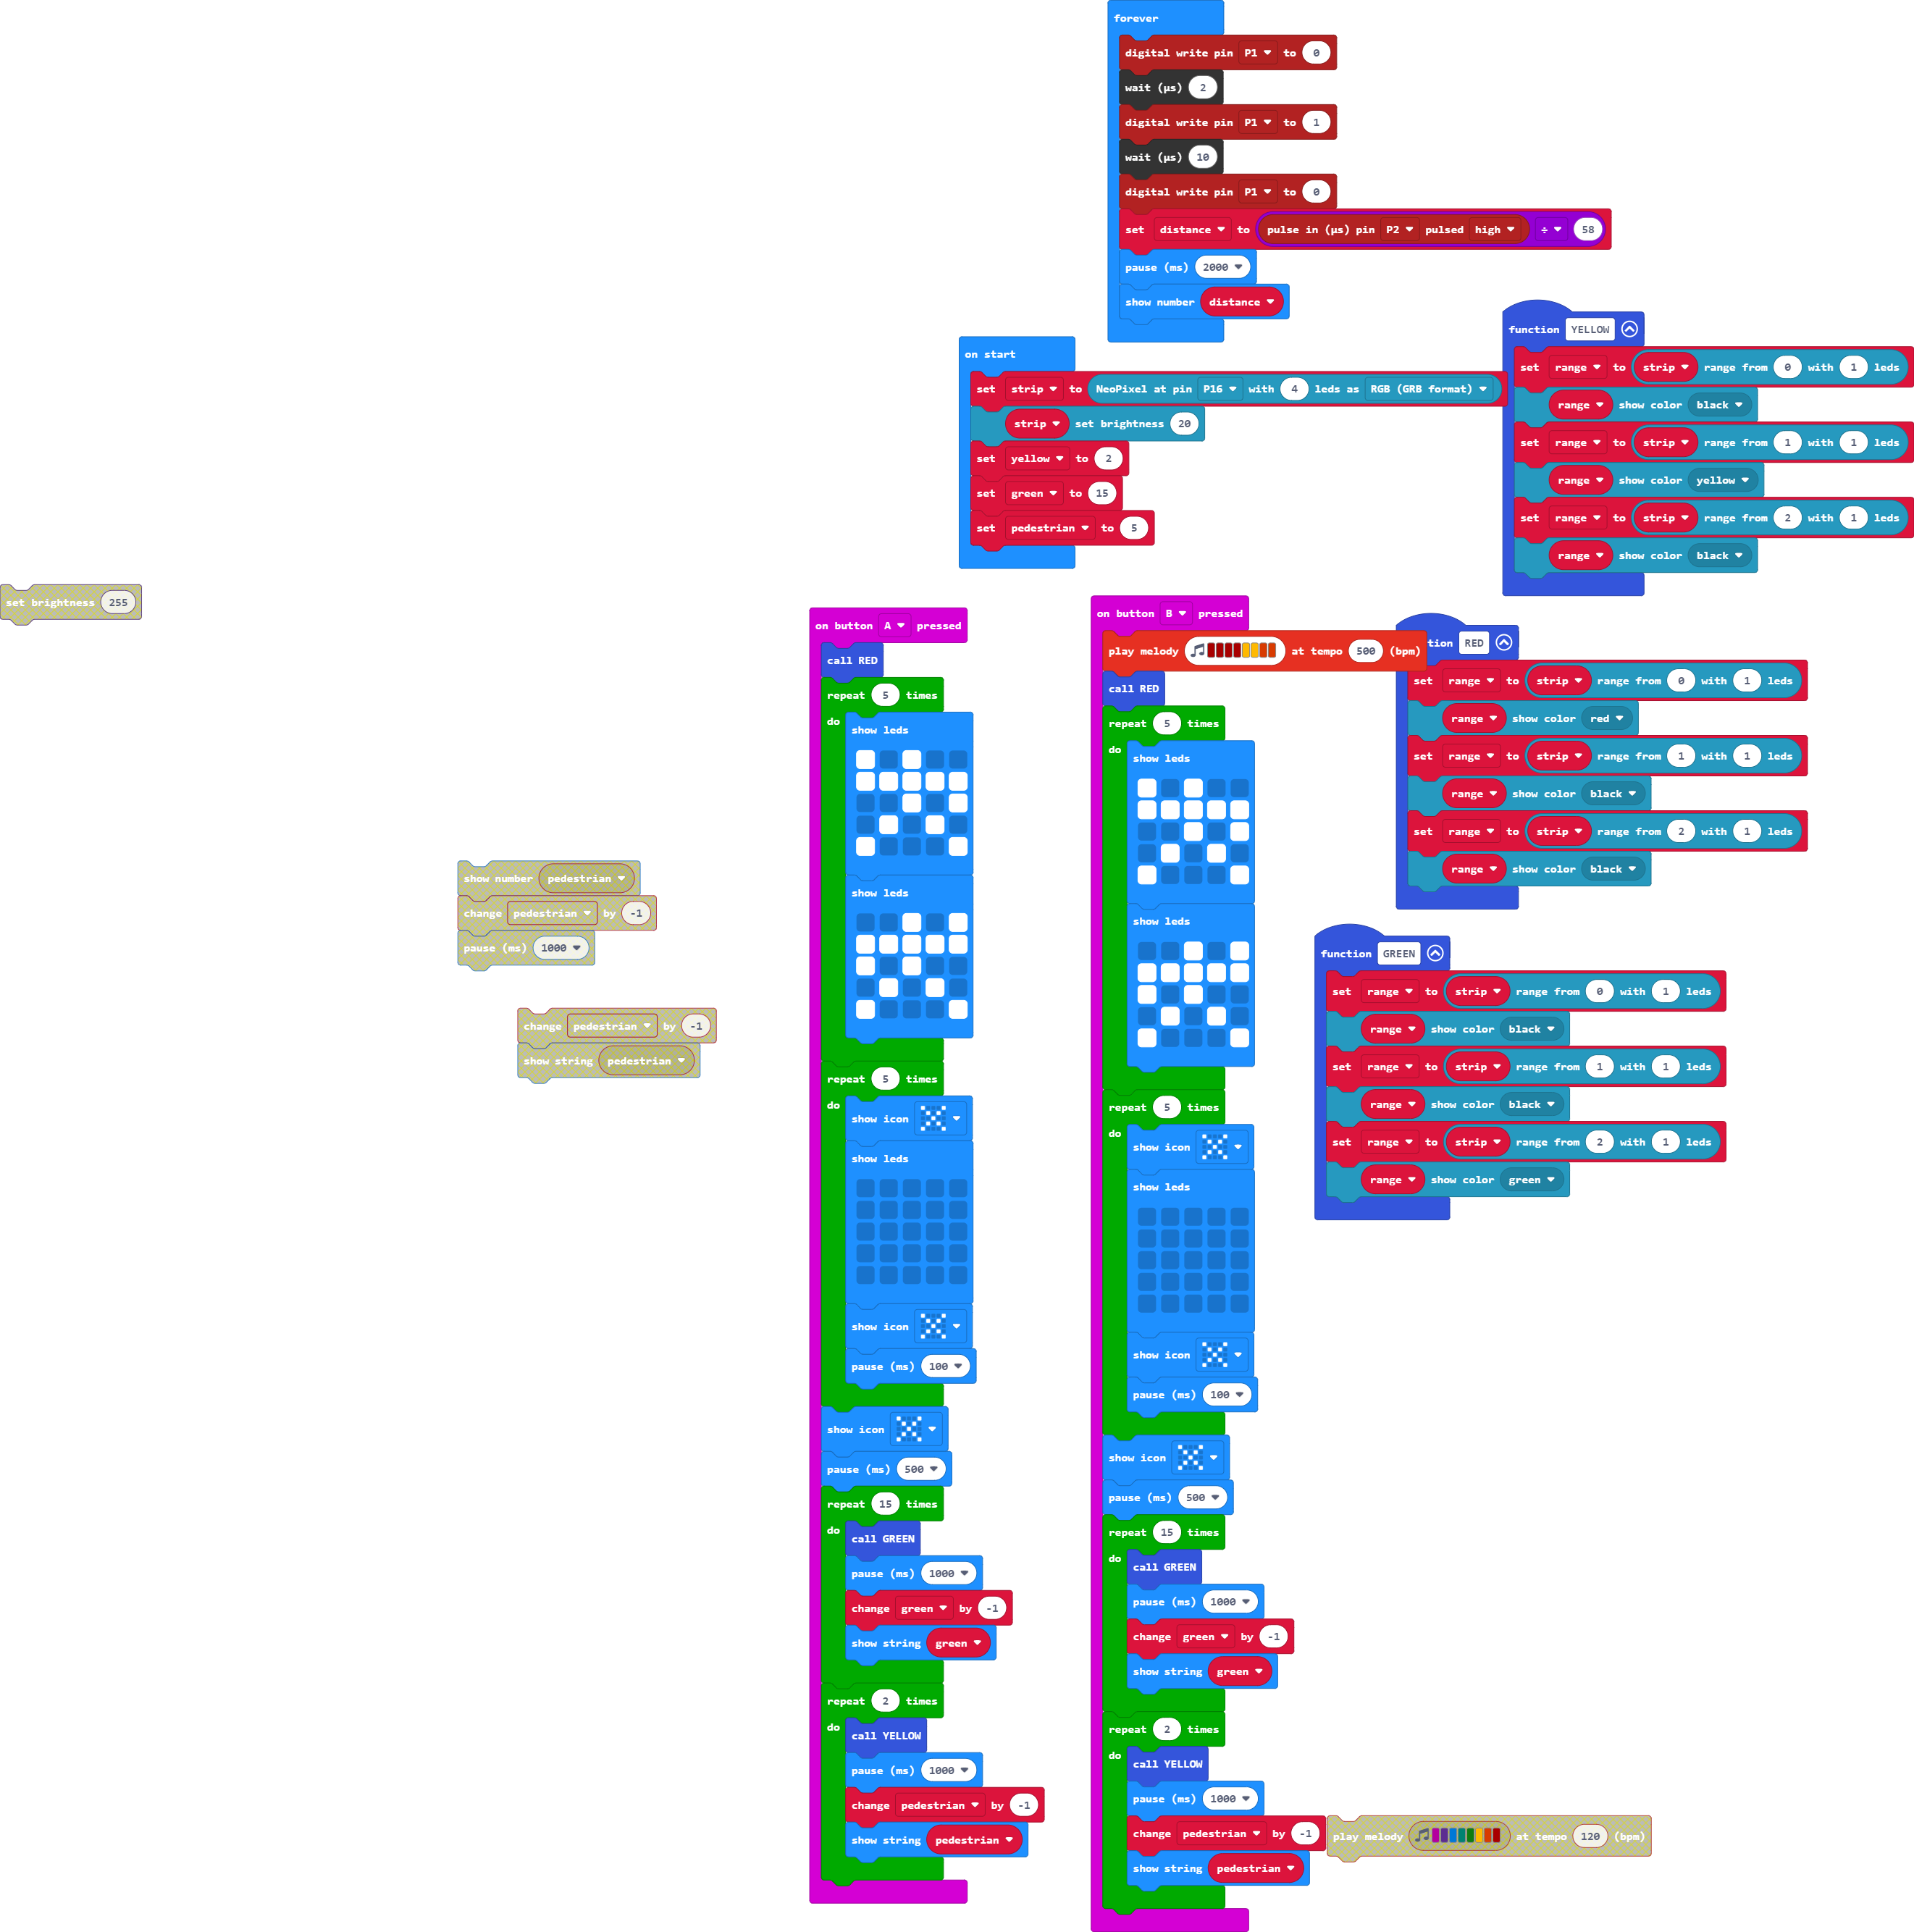 forever
digital write pin P1 to 0
wait (µs) 2
digital write pin P1 to 1
wait (µs) 10
digital write pin P1 to 0
set distance to pulse in (µs) pin P2 pulsed high ÷ 58
pause (ms) 2000
show number distance
on start
set strip to NeoPixel at pin P16 with 4 leds as RGB (GRB format)
strip set brightness 20
set yellow to 2
set green to 15
set pedestrian to 5
function YELLOW
set range to strip range from 0 with 1 leds
range show color black
set range to strip range from 1 with 1 leds
range show color yellow
set range to strip range from 2 with 1 leds
range show color black
set brightness 255
show number pedestrian
change pedestrian by -1
pause (ms) 1000
change pedestrian by -1
show string pedestrian
on button A pressed
call RED
repeat 5 times
do
show leds
show leds
repeat 5 times
do
show icon
show leds
show icon
pause (ms) 100
show icon
pause (ms) 500
repeat 15 times
do
call GREEN
pause (ms) 1000
change green by -1
show string green
repeat 2 times
do
call YELLOW
pause (ms) 1000
change pedestrian by -1
show string pedestrian
on button B pressed
play melody at tempo 500 (bpm)
call RED
repeat 5 times
do
show leds
show leds
repeat 5 times
do
show icon
show leds
show icon
pause (ms) 100
show icon
pause (ms) 500
repeat 15 times
do
call GREEN
pause (ms) 1000
change green by -1
show string green
repeat 2 times
do
call YELLOW
pause (ms) 1000
change pedestrian by -1
show string pedestrian
play melody at tempo 120 (bpm)
tion RED
set range to strip range from 0 with 1 leds
range show color red
set range to strip range from 1 with 1 leds
range show color black
set range to strip range from 2 with 1 leds
range show color black
function GREEN
set range to strip range from 0 with 1 leds
range show color black
set range to strip range from 1 with 1 leds
range show color black
set range to strip range from 2 with 1 leds
range show color green